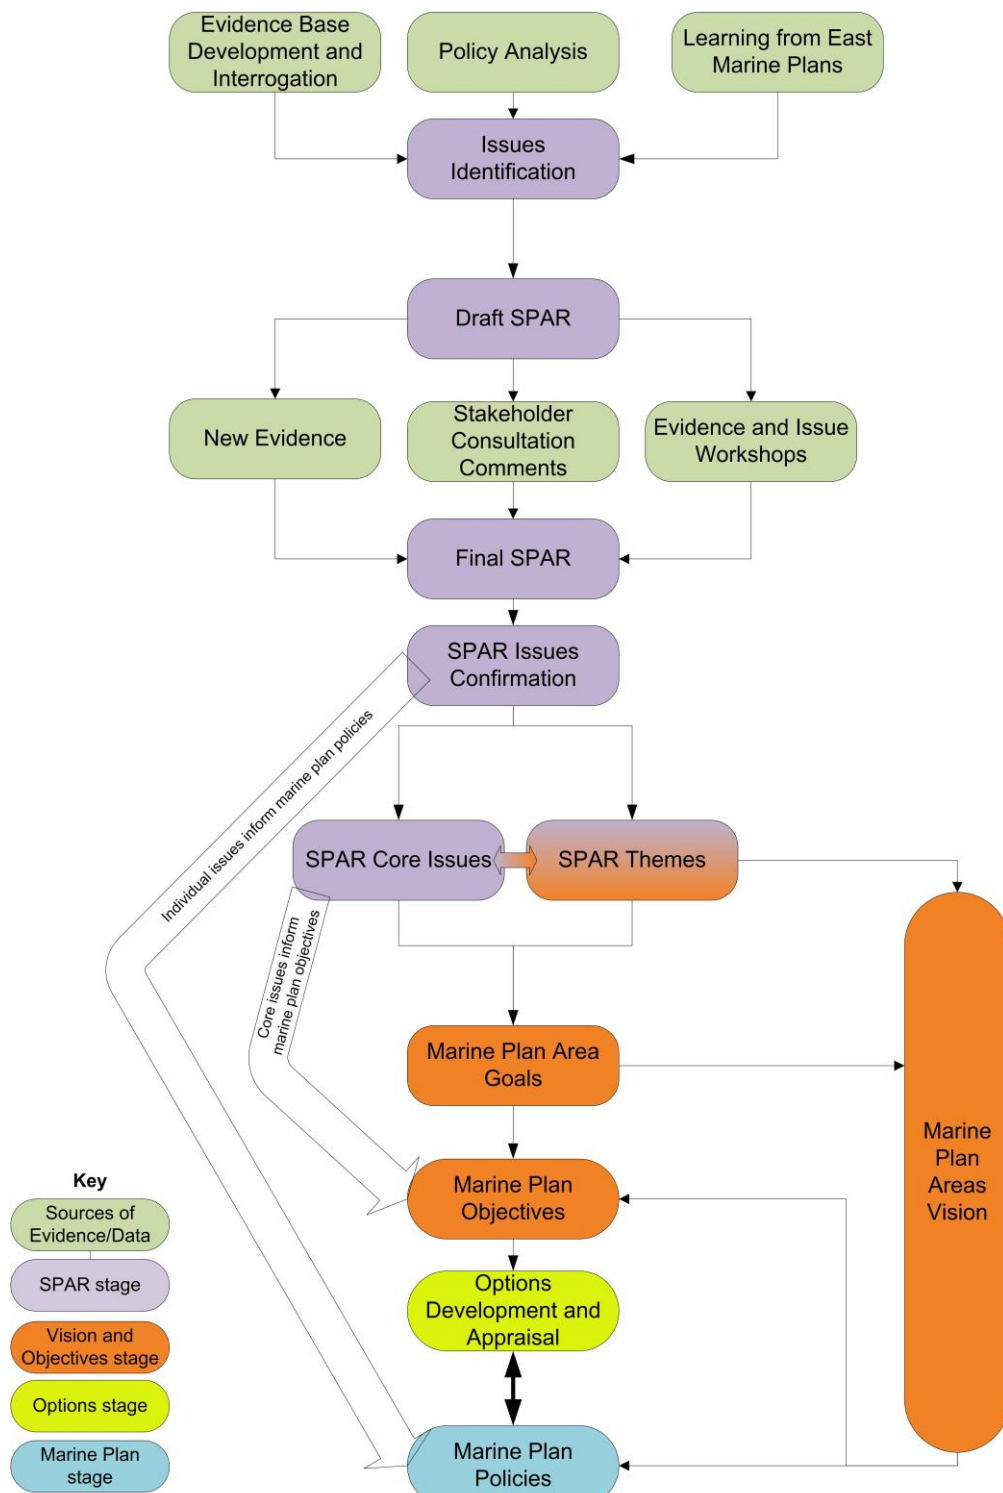 Evidence Base
Development and
Interrogation
Policy Analysis
Learning from East
Marine Plans
Issues
Identification
Draft SPAR
New Evidence
Stakeholder
Consultation
Comments
Evidence and Issue
Workshops
Final SPAR
SPAR Issues
Confirmation
Individual issues inform marine plan policies
SPAR Core Issues
SPAR Themes
Core issues inform
marine plan objectives
Marine Plan Area
Goals
Marine
Plan
Areas
Vision
Marine Plan
Objectives
Options
Development and
Appraisal
Marine Plan
Policies
Key
Sources of
Evidence/Data
SPAR stage
Vision and
Objectives stage
Options stage
Marine Plan
stage